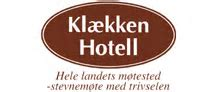 Klækken
Hotell
Hele landets møtested
-stevnemøte med trivselen